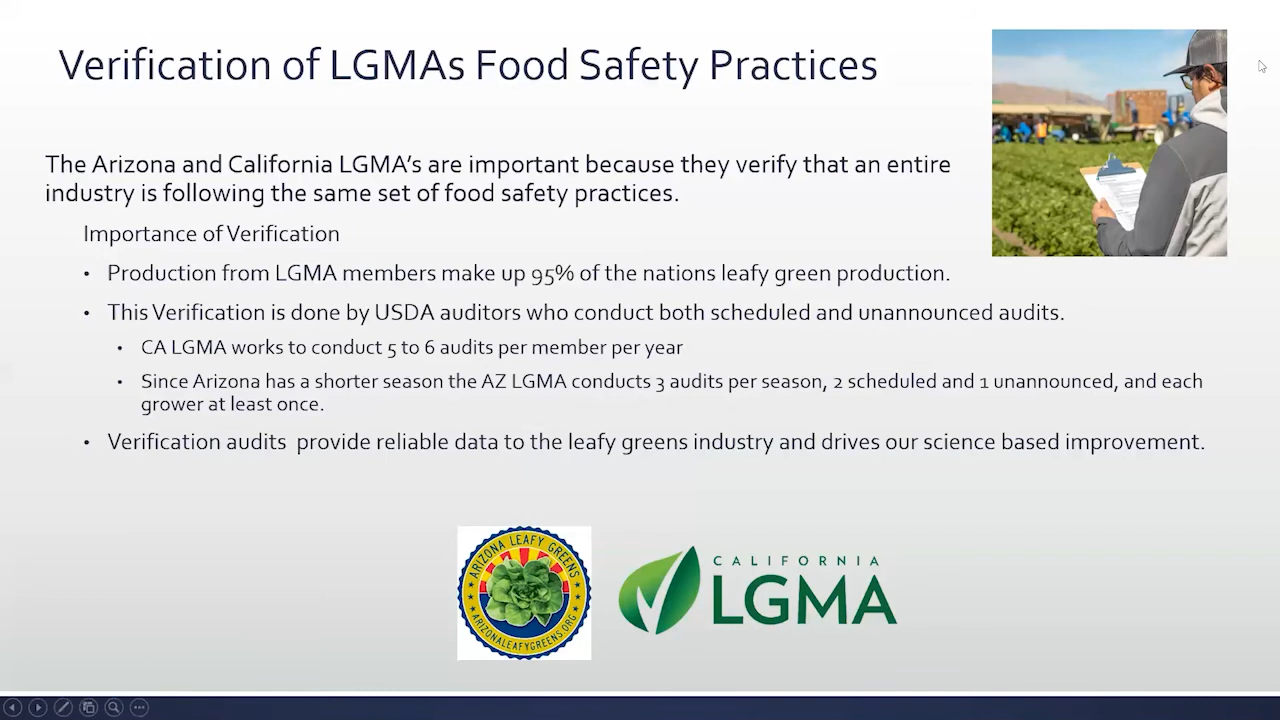 Verification of LGMAs Food Safety Practices
The Arizona and California LGMA's are important because they verify that an entire
industry is following the same set of food safety practices.
Importance of Verification
• Production from LGMA members make up 95% of the nations leafy green production.
• This Verification is done by USDA auditors who conduct both scheduled and unannounced audits.
• CA LGMA works to conduct 5 to 6 audits per member per year
• Since Arizona has a shorter season the AZ LGMA conducts 3 audits per season, 2 scheduled and 1 unannounced, and each
grower at least once.
• Verification audits provide reliable data to the leafy greens industry and drives our science based improvement.
ARIZONA LEAFY GREENS
ARIZONALEAFYGREENS.ORG
CALIFORNIA
LGMA